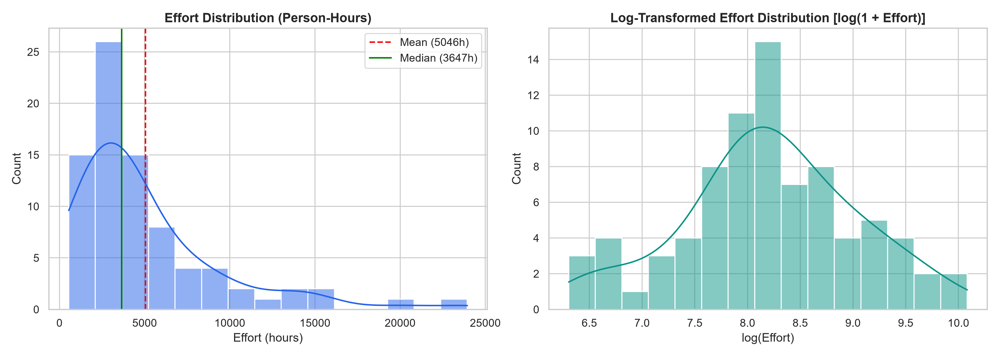 Effort Distribution (Person-Hours)
Mean (5046h)
Median (3647h)
25
20
15
10
5
0
Count
0 5000 10000 15000 20000 25000
Effort (hours)
Log-Transformed Effort Distribution [log(1 + Effort)]
14
12
10
8
6
4
2
0
Count
6.5 7.0 7.5 8.0 8.5 9.0 9.5 10.0
log(Effort)